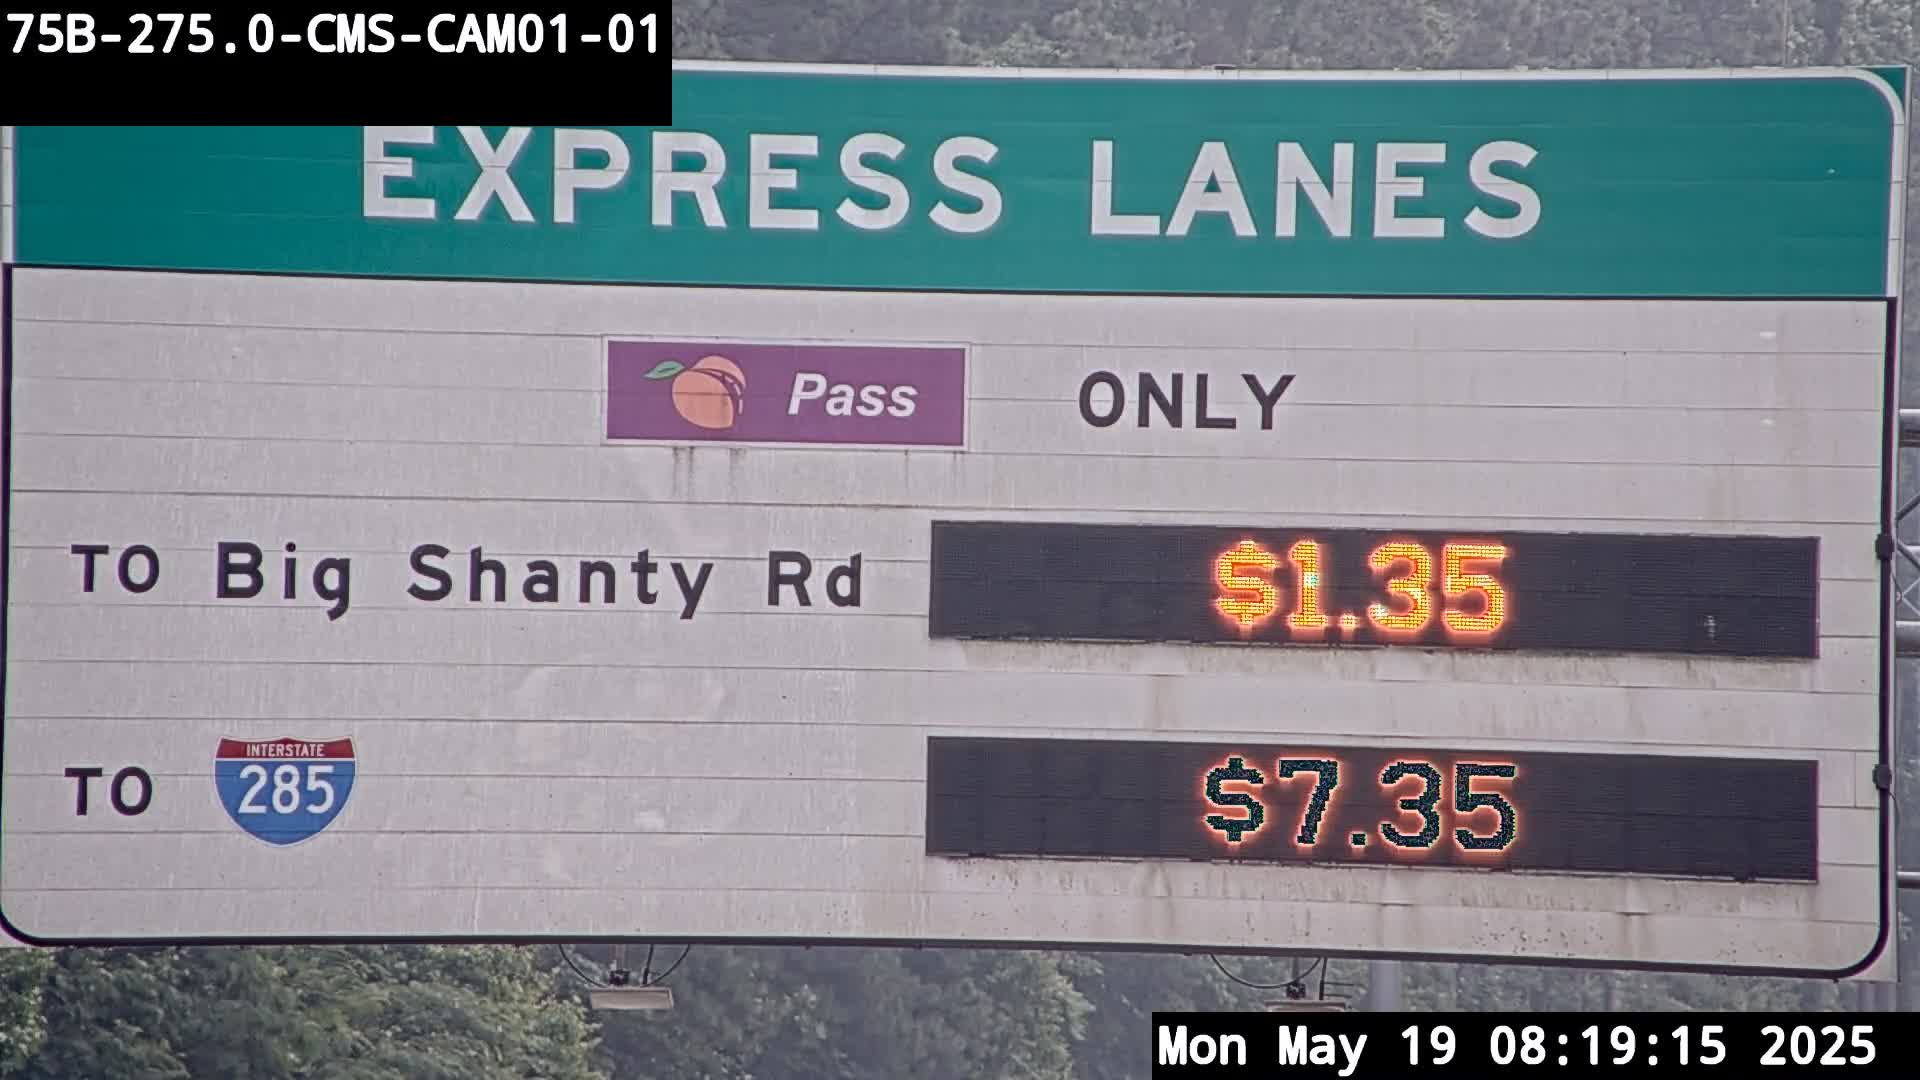 75B-275.0-CMS-CAM01-01
EXPRESS LANES
Pass ONLY
TO Big Shanty Rd $1.35
TO INTERSTATE 285 $7.35
Mon May 19 08:19:15 2025